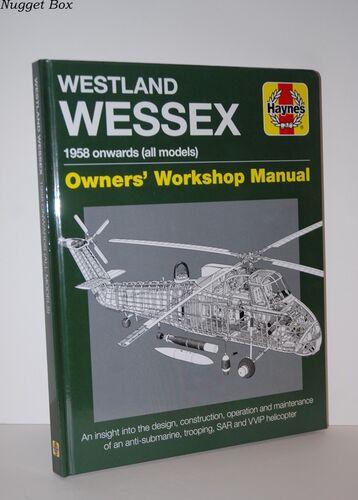 Nugget Box
WESTLAND
WESSEX
Haynes
®
1958 onwards (all models)
Owners' Workshop Manual
An insight into the design, construction, operation and maintenance
of an anti-submarine, trooping, SAR and VVIP helicopter
WESTLAND WESSEX